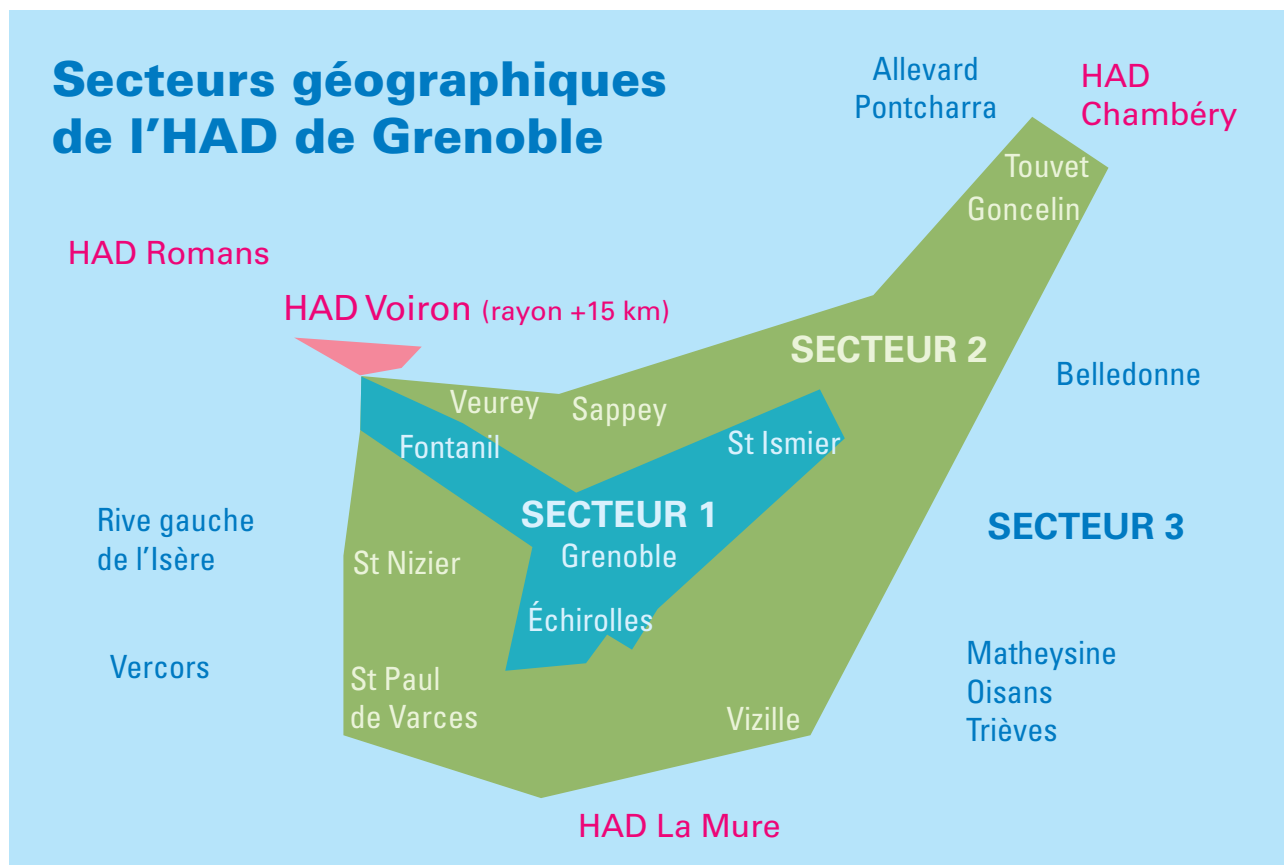 Secteurs géographiques
de l'HAD de Grenoble
Allevard
Pontcharra
HAD
Chambéry
Touvet
Goncelin
HAD Romans
HAD Voiron (rayon +15 km)
SECTEUR 2
Belledonne
Veurey
Sappey
Fontanil
St Ismier
Rive gauche
de l'Isère
SECTEUR 1
Grenoble
SECTEUR 3
St Nizier
Échirolles
Vercors
St Paul
de Varces
Vizille
Matheysine
Oisans
Trièves
HAD La Mure